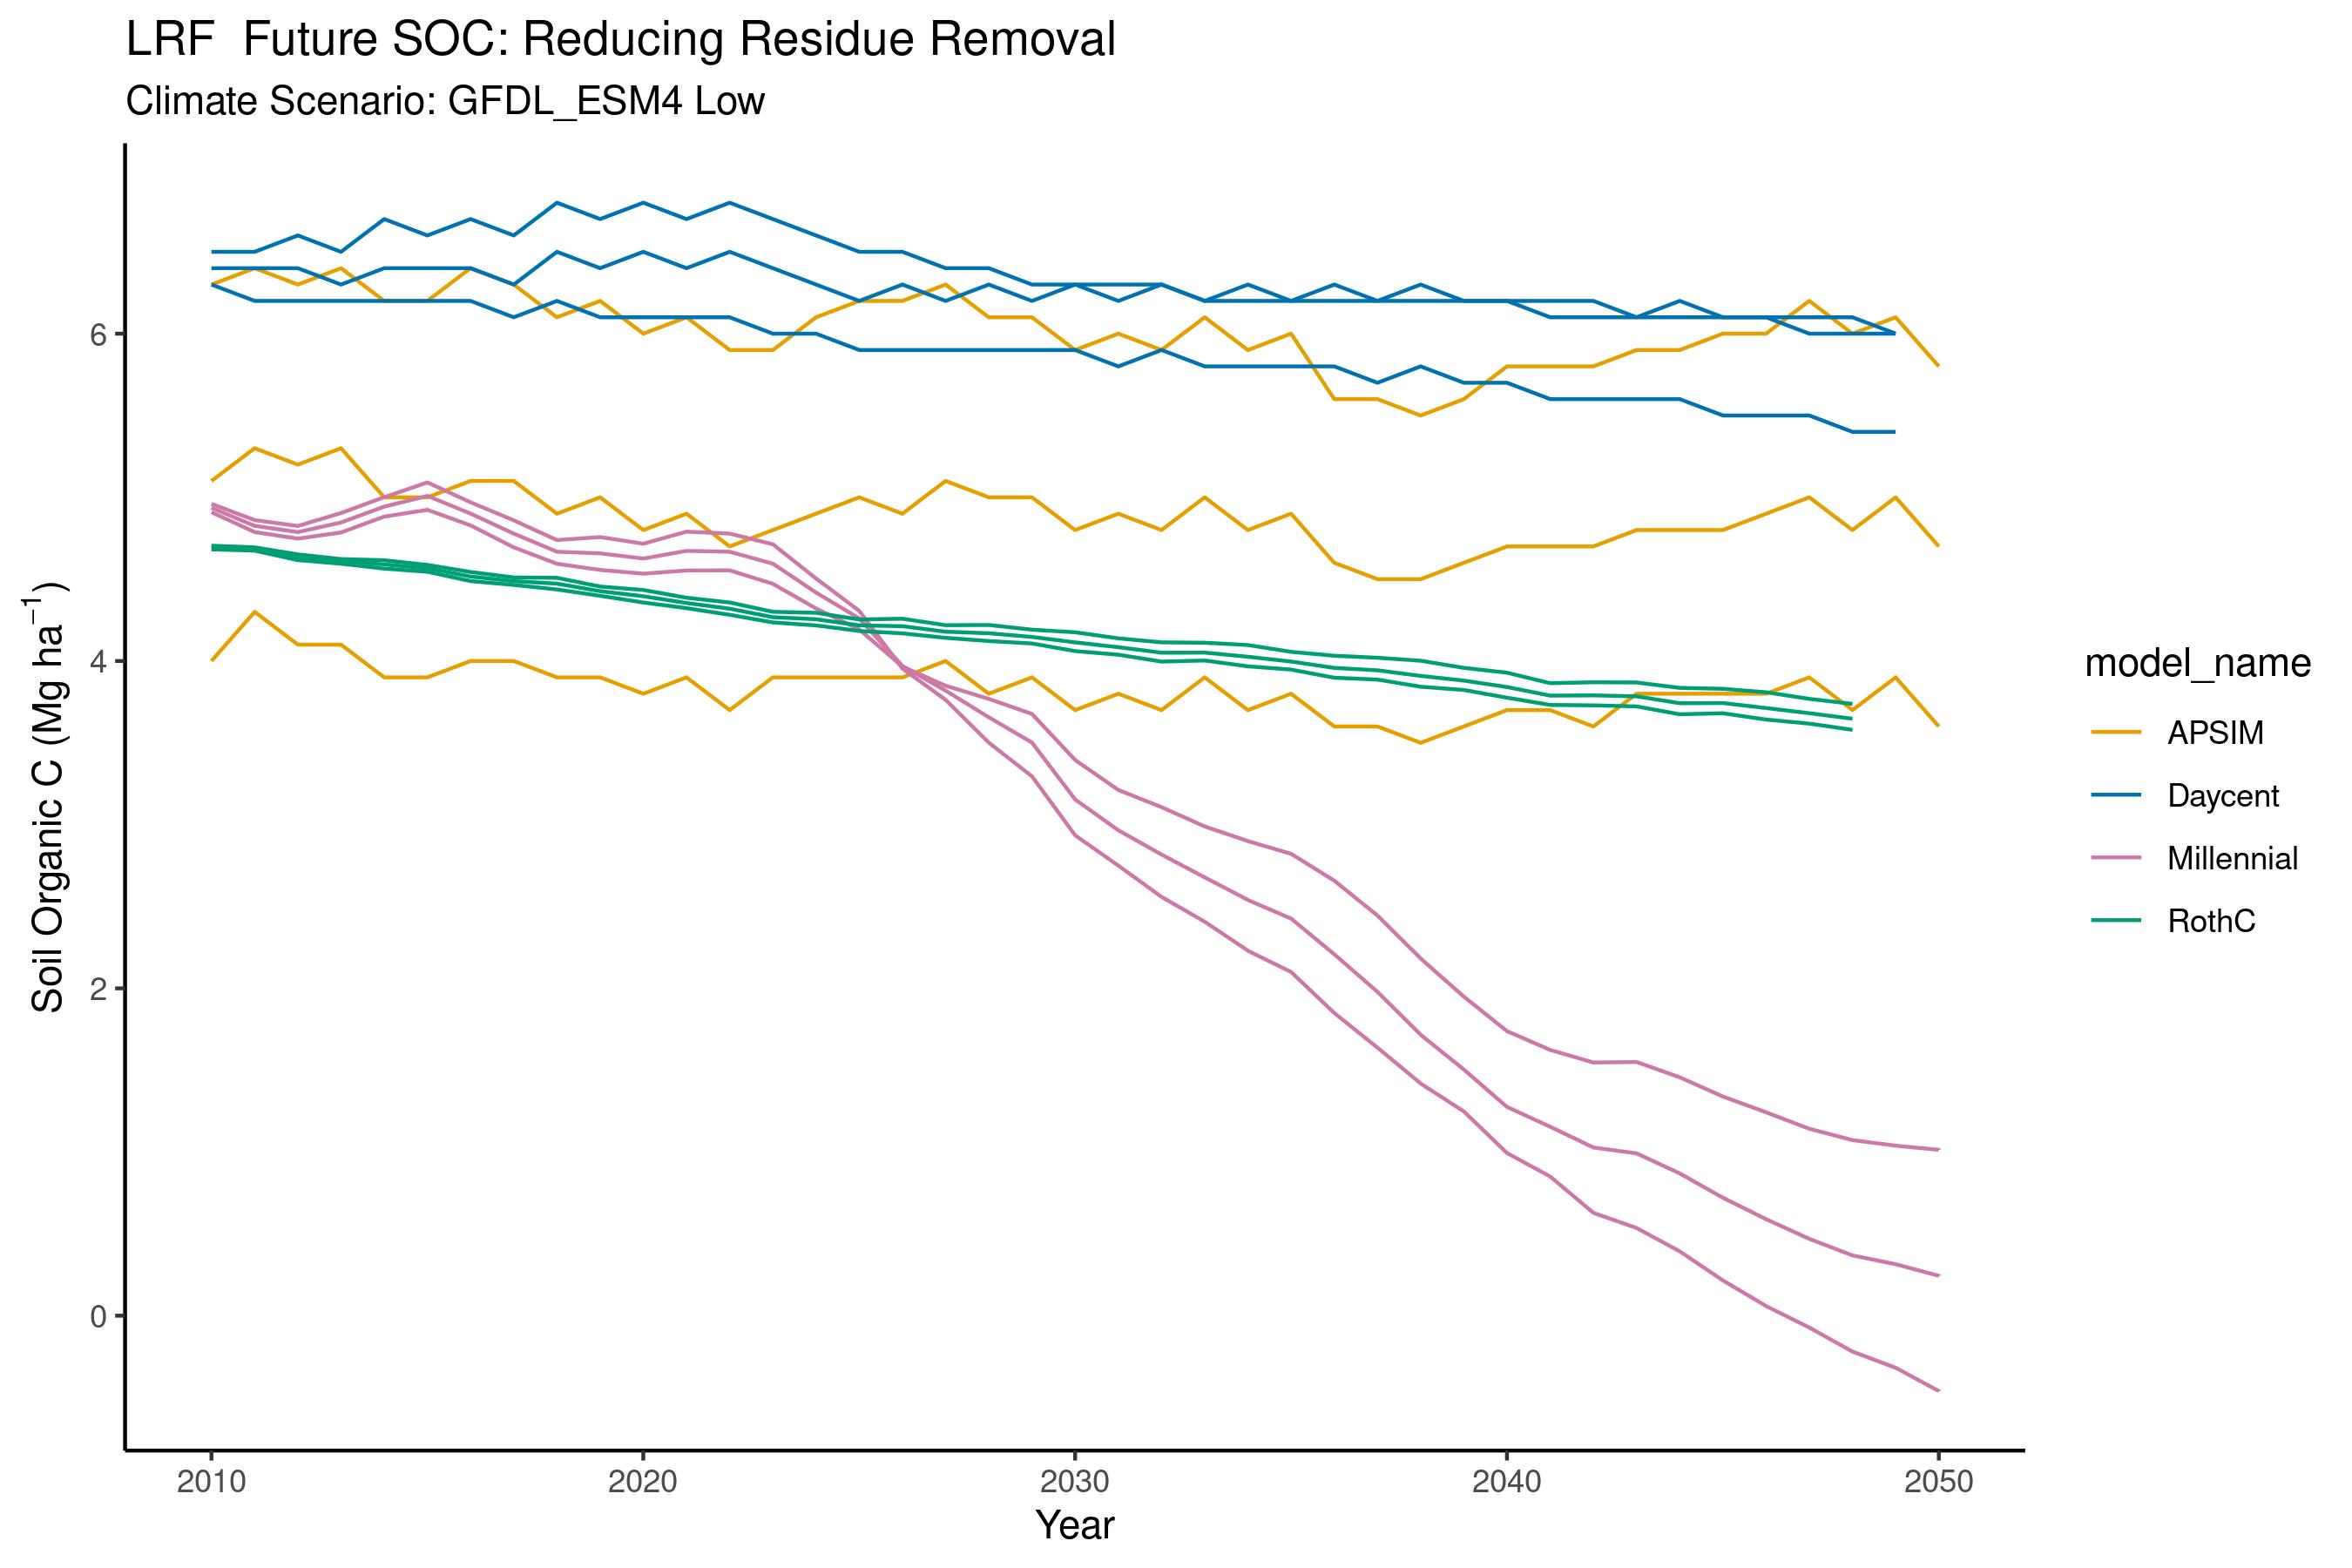 LRF  Future SOC: Reducing Residue Removal
Climate Scenario: GFDL_ESM4 Low
Soil Organic C (Mg ha⁻¹)
6
4
2
0
2010
2020
2030
2040
2050
Year
model_name
APSIM
Daycent
Millennial
RothC